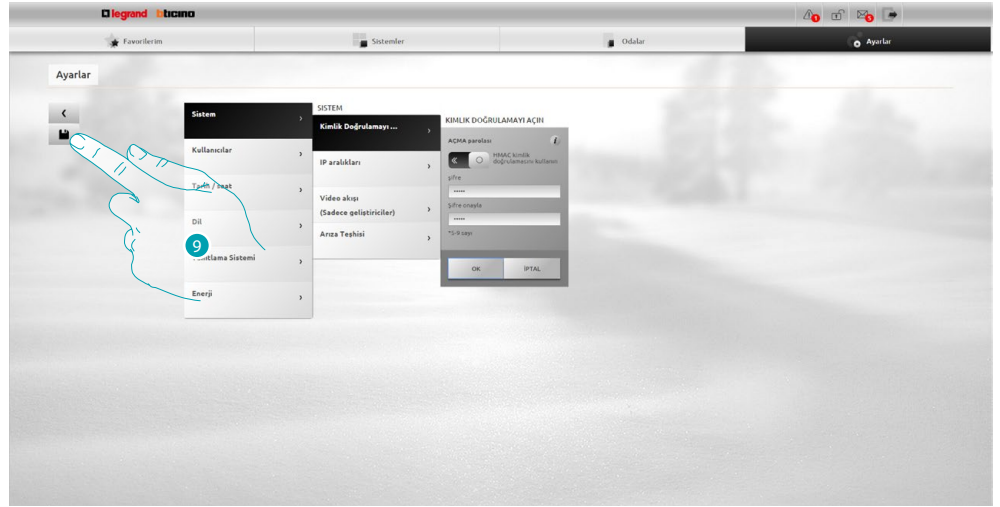 legrand bticino
1
5
Favorilerim
Sistemler
Odalar
Ayarlar
Ayarlar
Sistem
Kullanıcılar
Tarih / saat
Dil
9
Sistemi
Enerji
SISTEM
Kimlik Doğrulamayı ...
IP aralıkları
Video akışı
(Sadece geliştiriciler)
Arıza Teşhisi
KIMLIK DOĞRULAMAYI AÇIN
AÇMA parolası
i
HMAC kimlik
doğrulamasını kullanın
Şifre
•••••
Şifre onayla
•••••
*5-9 sayı
OK
İPTAL